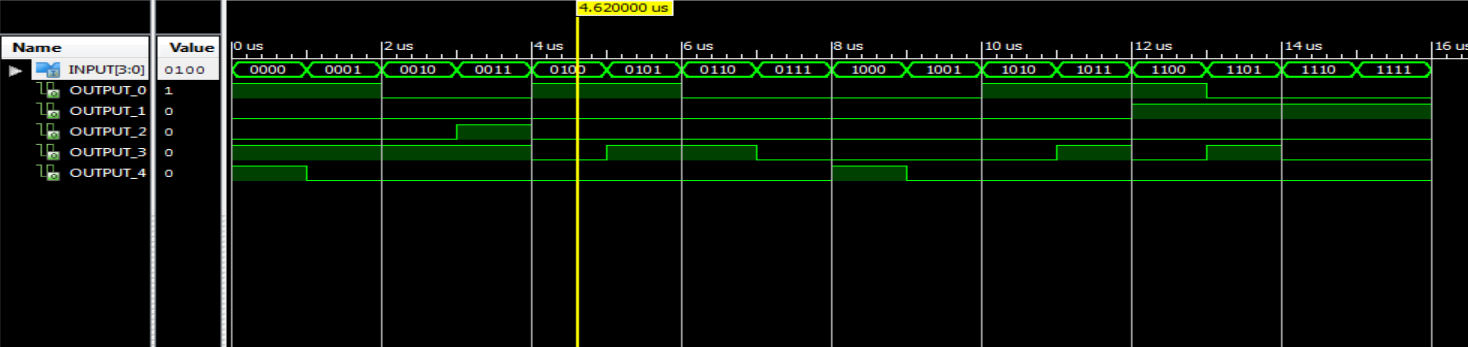 4.620000 us
Name Value 0 us 2 us 4 us 6 us 8 us 10 us 12 us 14 us 16 us
INPUT[3:0] 0100 0000 0001 0010 0011 0100 0101 0110 0111 1000 1001 1010 1011 1100 1101 1110 1111
OUTPUT_0 1
OUTPUT_1 0
OUTPUT_2 0
OUTPUT_3 0
OUTPUT_4 0